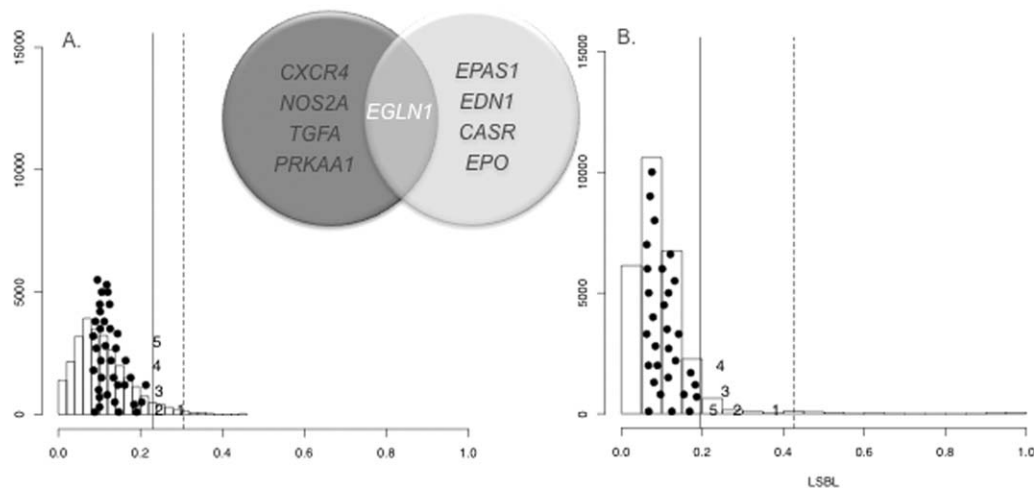 A.
15000
10000
5000
0
5
4
3
2 1
0.0 0.2 0.4 0.6 0.8 1.0
CXCR4
NOS2A
TGFA
PRKAA1
EGLN1
EPAS1
EDN1
CASR
EPO
B.
15000
10000
5000
0
4
3
5 2 1
0.0 0.2 0.4 0.6 0.8 1.0
LSBL